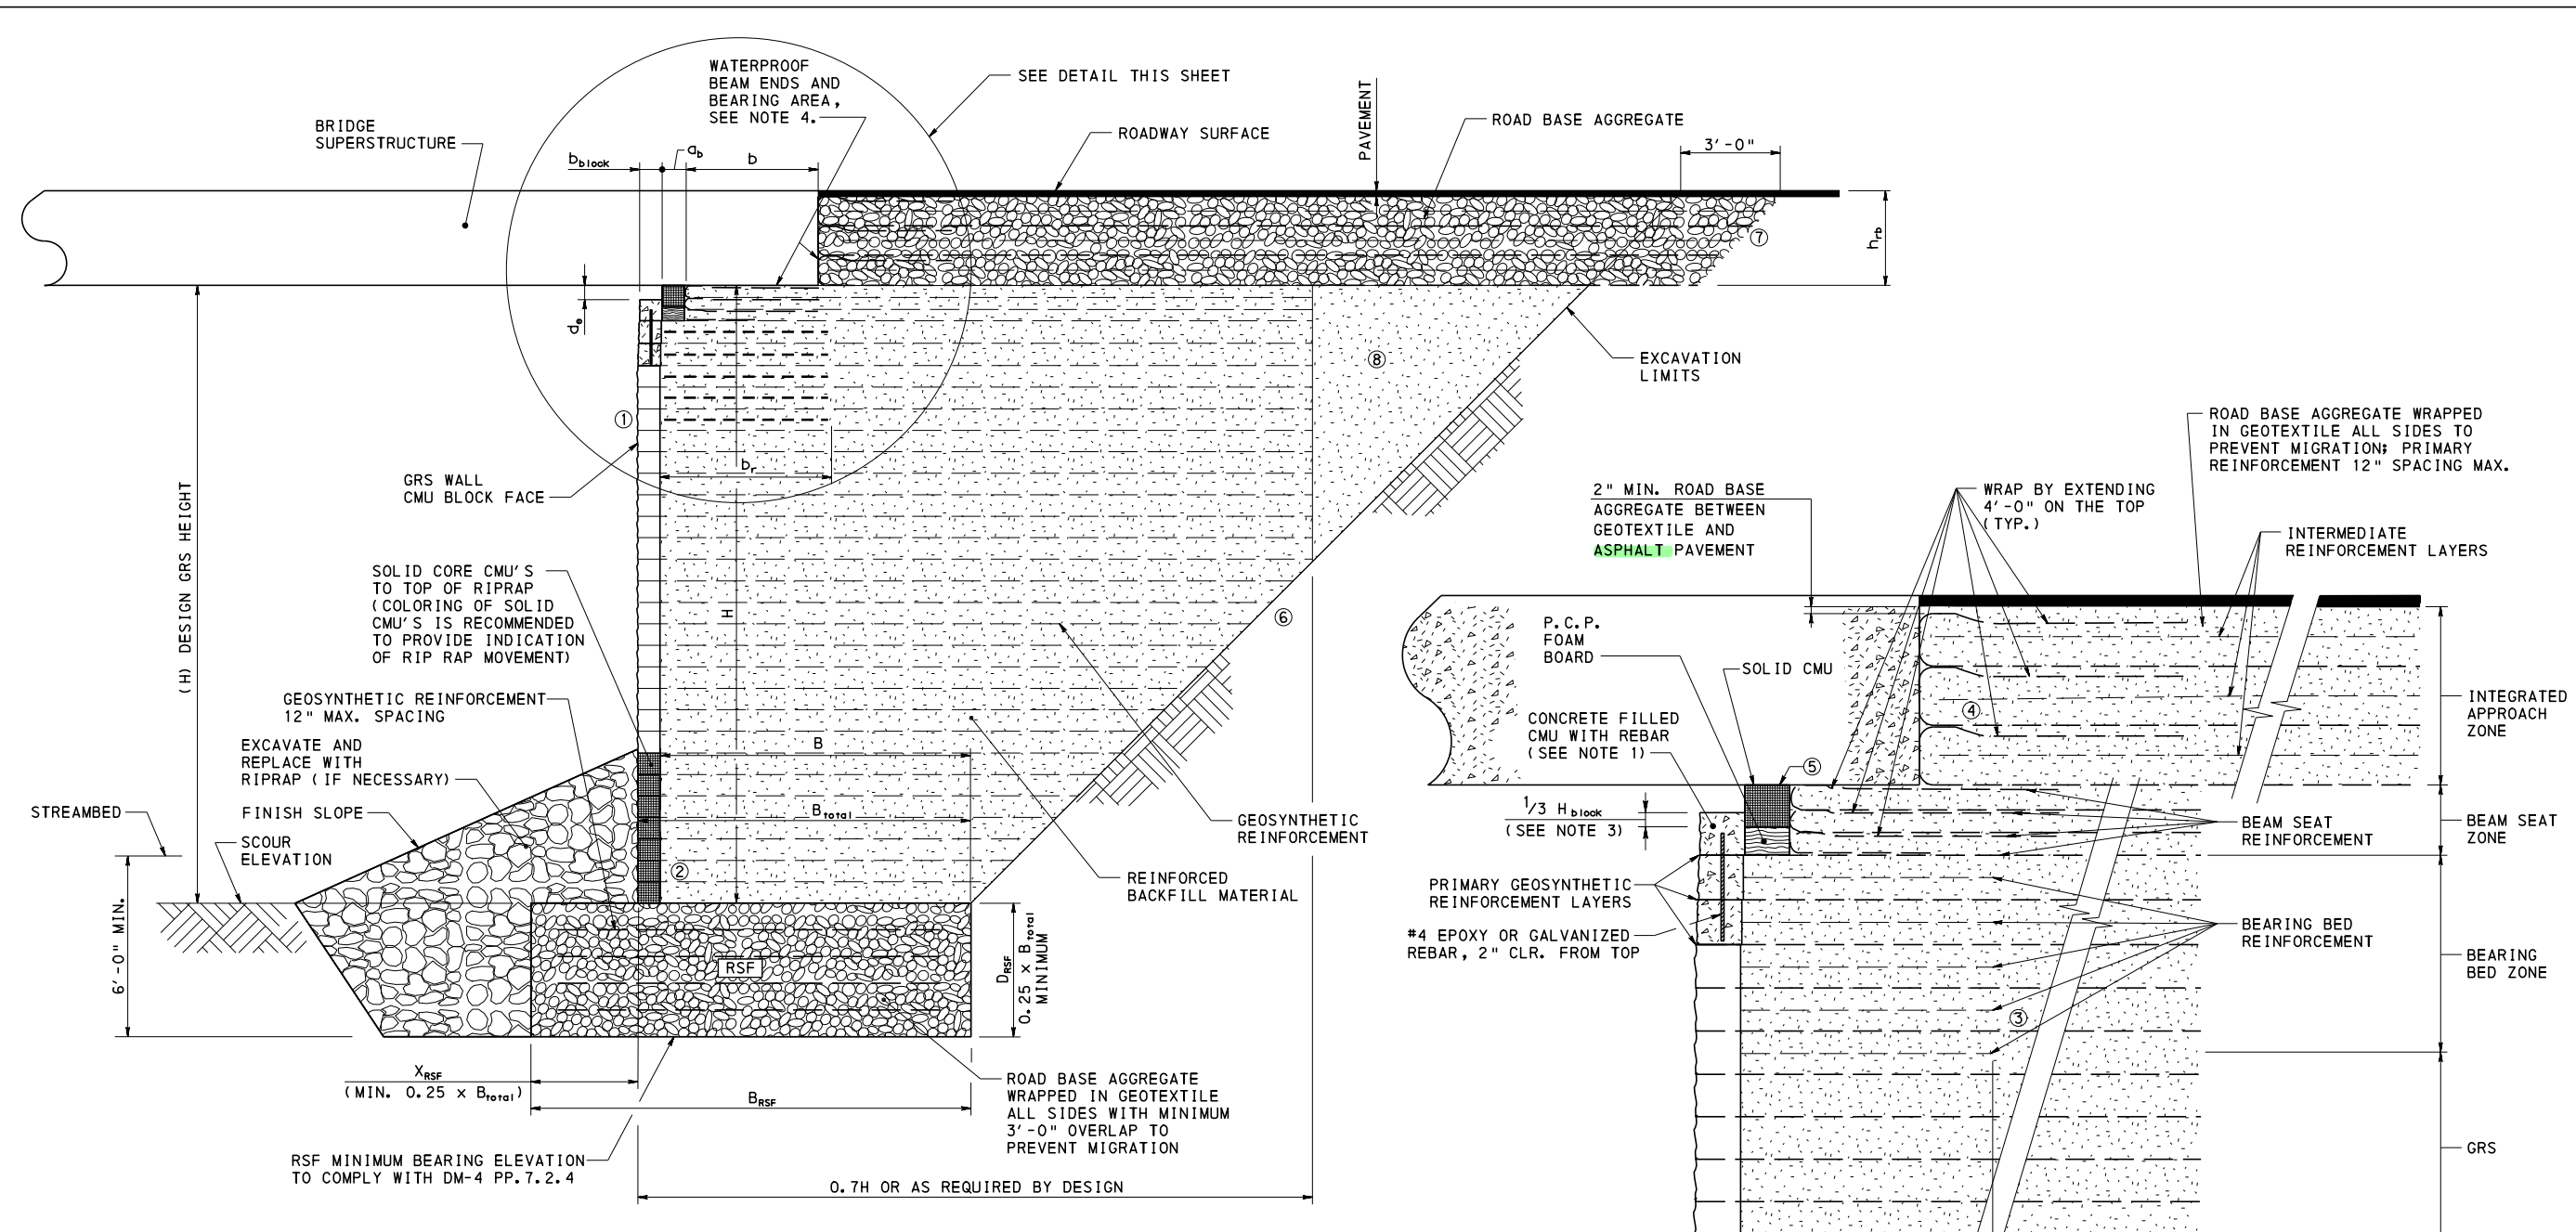 WATERPROOF
BEAM ENDS AND
BEARING AREA,
SEE NOTE 4.
SEE DETAIL THIS SHEET
BRIDGE
SUPERSTRUCTURE
b block
a b
b
ROADWAY SURFACE
PAVEMENT
ROAD BASE AGGREGATE
3'-0"
h rb
⑦
d e
⑧
EXCAVATION
LIMITS
①
b r
GRS WALL
CMU BLOCK FACE
(H) DESIGN GRS HEIGHT
SOLID CORE CMU'S
TO TOP OF RIPRAP
(COLORING OF SOLID
CMU'S IS RECOMMENDED
TO PROVIDE INDICATION
OF RIP RAP MOVEMENT)
H
⑥
GEOSYNTHETIC REINFORCEMENT
12" MAX. SPACING
EXCAVATE AND
REPLACE WITH
RIPRAP (IF NECESSARY)
B
STREAMBED
FINISH SLOPE
B total
GEOSYNTHETIC
REINFORCEMENT
SCOUR
ELEVATION
②
REINFORCED
BACKFILL MATERIAL
6'-0" MIN.
RSF
D RSF
0.25 x B total
MINIMUM
X RSF
(MIN. 0.25 x B total)
B RSF
ROAD BASE AGGREGATE
WRAPPED IN GEOTEXTILE
ALL SIDES WITH MINIMUM
3'-0" OVERLAP TO
PREVENT MIGRATION
RSF MINIMUM BEARING ELEVATION
TO COMPLY WITH DM-4 PP.7.2.4
0.7H OR AS REQUIRED BY DESIGN
ROAD BASE AGGREGATE WRAPPED
IN GEOTEXTILE ALL SIDES TO
PREVENT MIGRATION; PRIMARY
REINFORCEMENT 12" SPACING MAX.
2" MIN. ROAD BASE
AGGREGATE BETWEEN
GEOTEXTILE AND
ASPHALT PAVEMENT
WRAP BY EXTENDING
4'-0" ON THE TOP
(TYP.)
INTERMEDIATE
REINFORCEMENT LAYERS
P.C.P.
FOAM
BOARD
SOLID CMU
CONCRETE FILLED
CMU WITH REBAR
(SEE NOTE 1)
④
INTEGRATED
APPROACH
ZONE
⑤
1/3 H block
(SEE NOTE 3)
BEAM SEAT
REINFORCEMENT
BEAM SEAT
ZONE
PRIMARY GEOSYNTHETIC
REINFORCEMENT LAYERS
#4 EPOXY OR GALVANIZED
REBAR, 2" CLR. FROM TOP
BEARING BED
REINFORCEMENT
BEARING
BED ZONE
③
GRS